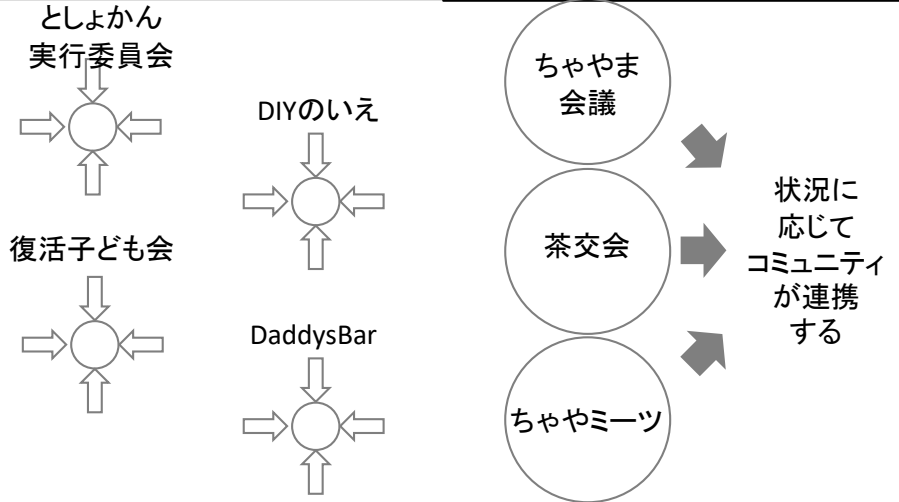 としょかん
実行委員会
DIYのいえ
復活子ども会
DaddysBar
ちゃやま
会議
茶交会
ちゃやミーツ
状況に
応じて
コミュニティ
が連携
する